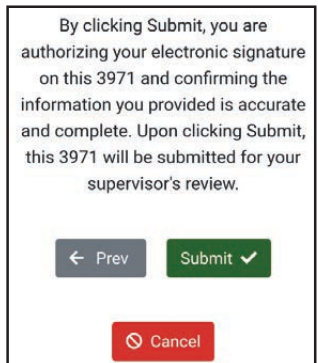 By clicking Submit, you are
authorizing your electronic signature
on this 3971 and confirming the
information you provided is accurate
and complete. Upon clicking Submit,
this 3971 will be submitted for your
supervisor's review.
Prev
Submit
Cancel